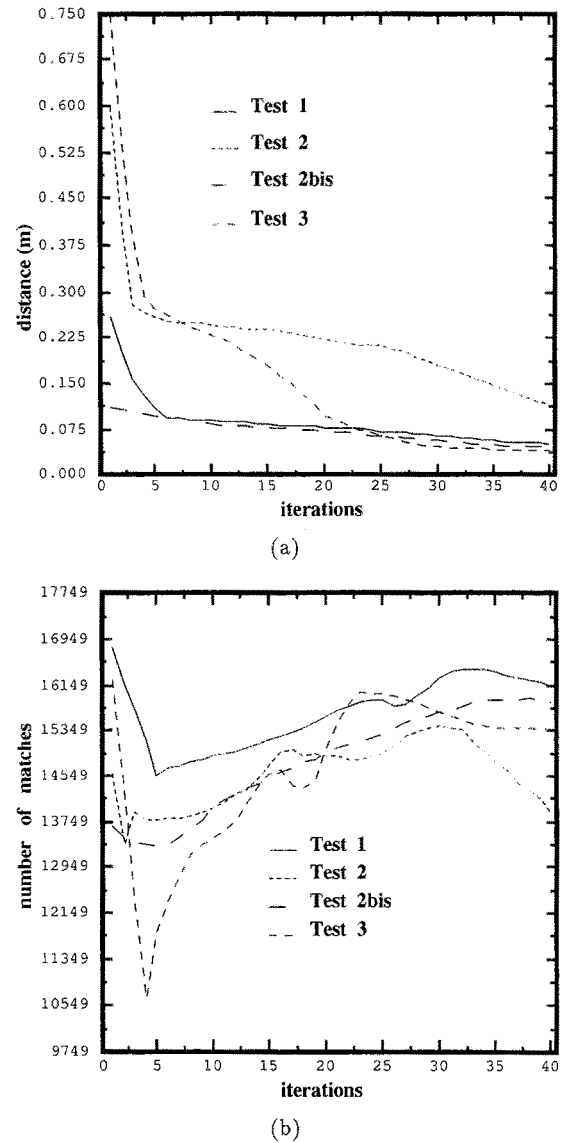 0.750
0.675
0.600
0.525
0.450
0.375
0.300
0.225
0.150
0.075
0.000
distance (m)
Test 1
Test 2
Test 2bis
Test 3
0 5 10 15 20 25 30 35 40
iterations
(a)
17749
16949
16149
15349
14549
13749
12949
12149
11349
10549
9749
number of matches
Test 1
Test 2
Test 2bis
Test 3
0 5 10 15 20 25 30 35 40
iterations
(b)